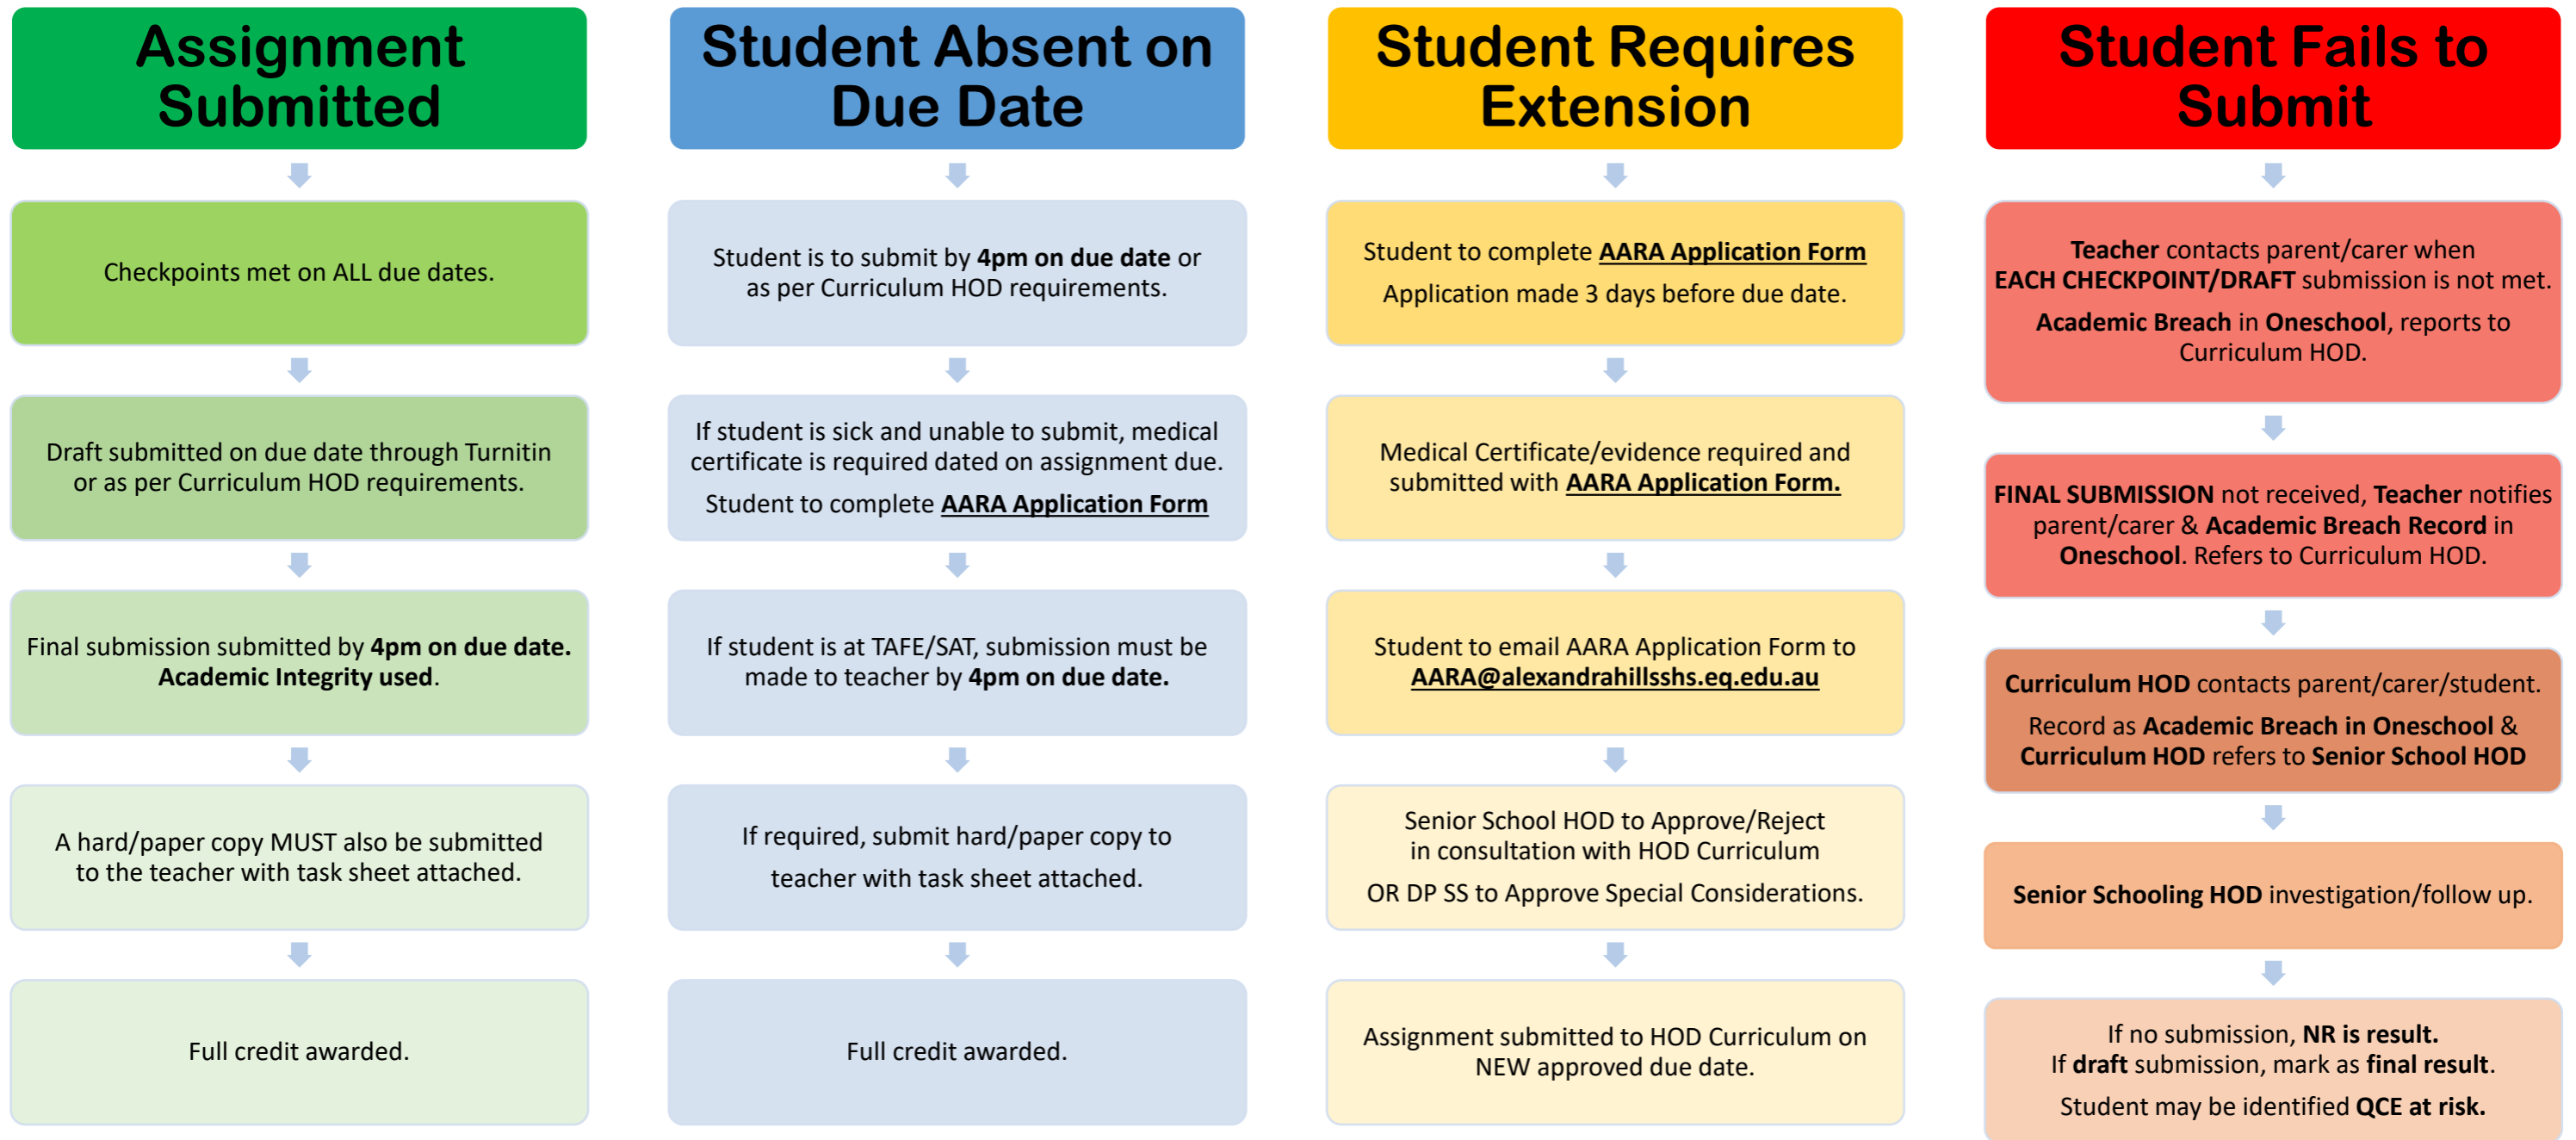 Assignment
Submitted
Checkpoints met on ALL due dates.
Draft submitted on due date through Turnitin
or as per Curriculum HOD requirements.
Final submission submitted by 4pm on due date.
Academic Integrity used.
A hard/paper copy MUST also be submitted
to the teacher with task sheet attached.
Full credit awarded.
Student Absent on
Due Date
Student is to submit by 4pm on due date or
as per Curriculum HOD requirements.
If student is sick and unable to submit, medical
certificate is required dated on assignment due.
Student to complete AARA Application Form
If student is at TAFE/SAT, submission must be
made to teacher by 4pm on due date.
If required, submit hard/paper copy to
teacher with task sheet attached.
Full credit awarded.
Student Requires
Extension
Student to complete AARA Application Form
Application made 3 days before due date.
Medical Certificate/evidence required and
submitted with AARA Application Form.
Student to email AARA Application Form to
AARA@alexandrahillsshs.eq.edu.au
Senior School HOD to Approve/Reject
in consultation with HOD Curriculum
OR DP SS to Approve Special Considerations.
Assignment submitted to HOD Curriculum on
NEW approved due date.
Student Fails to
Submit
Teacher contacts parent/carer when
EACH CHECKPOINT/DRAFT submission is not met.
Academic Breach in Oneschool, reports to
Curriculum HOD.
FINAL SUBMISSION not received, Teacher notifies
parent/carer & Academic Breach Record in
Oneschool. Refers to Curriculum HOD.
Curriculum HOD contacts parent/carer/student.
Record as Academic Breach in Oneschool &
Curriculum HOD refers to Senior School HOD
Senior Schooling HOD investigation/follow up.
If no submission, NR is result.
If draft submission, mark as final result.
Student may be identified QCE at risk.